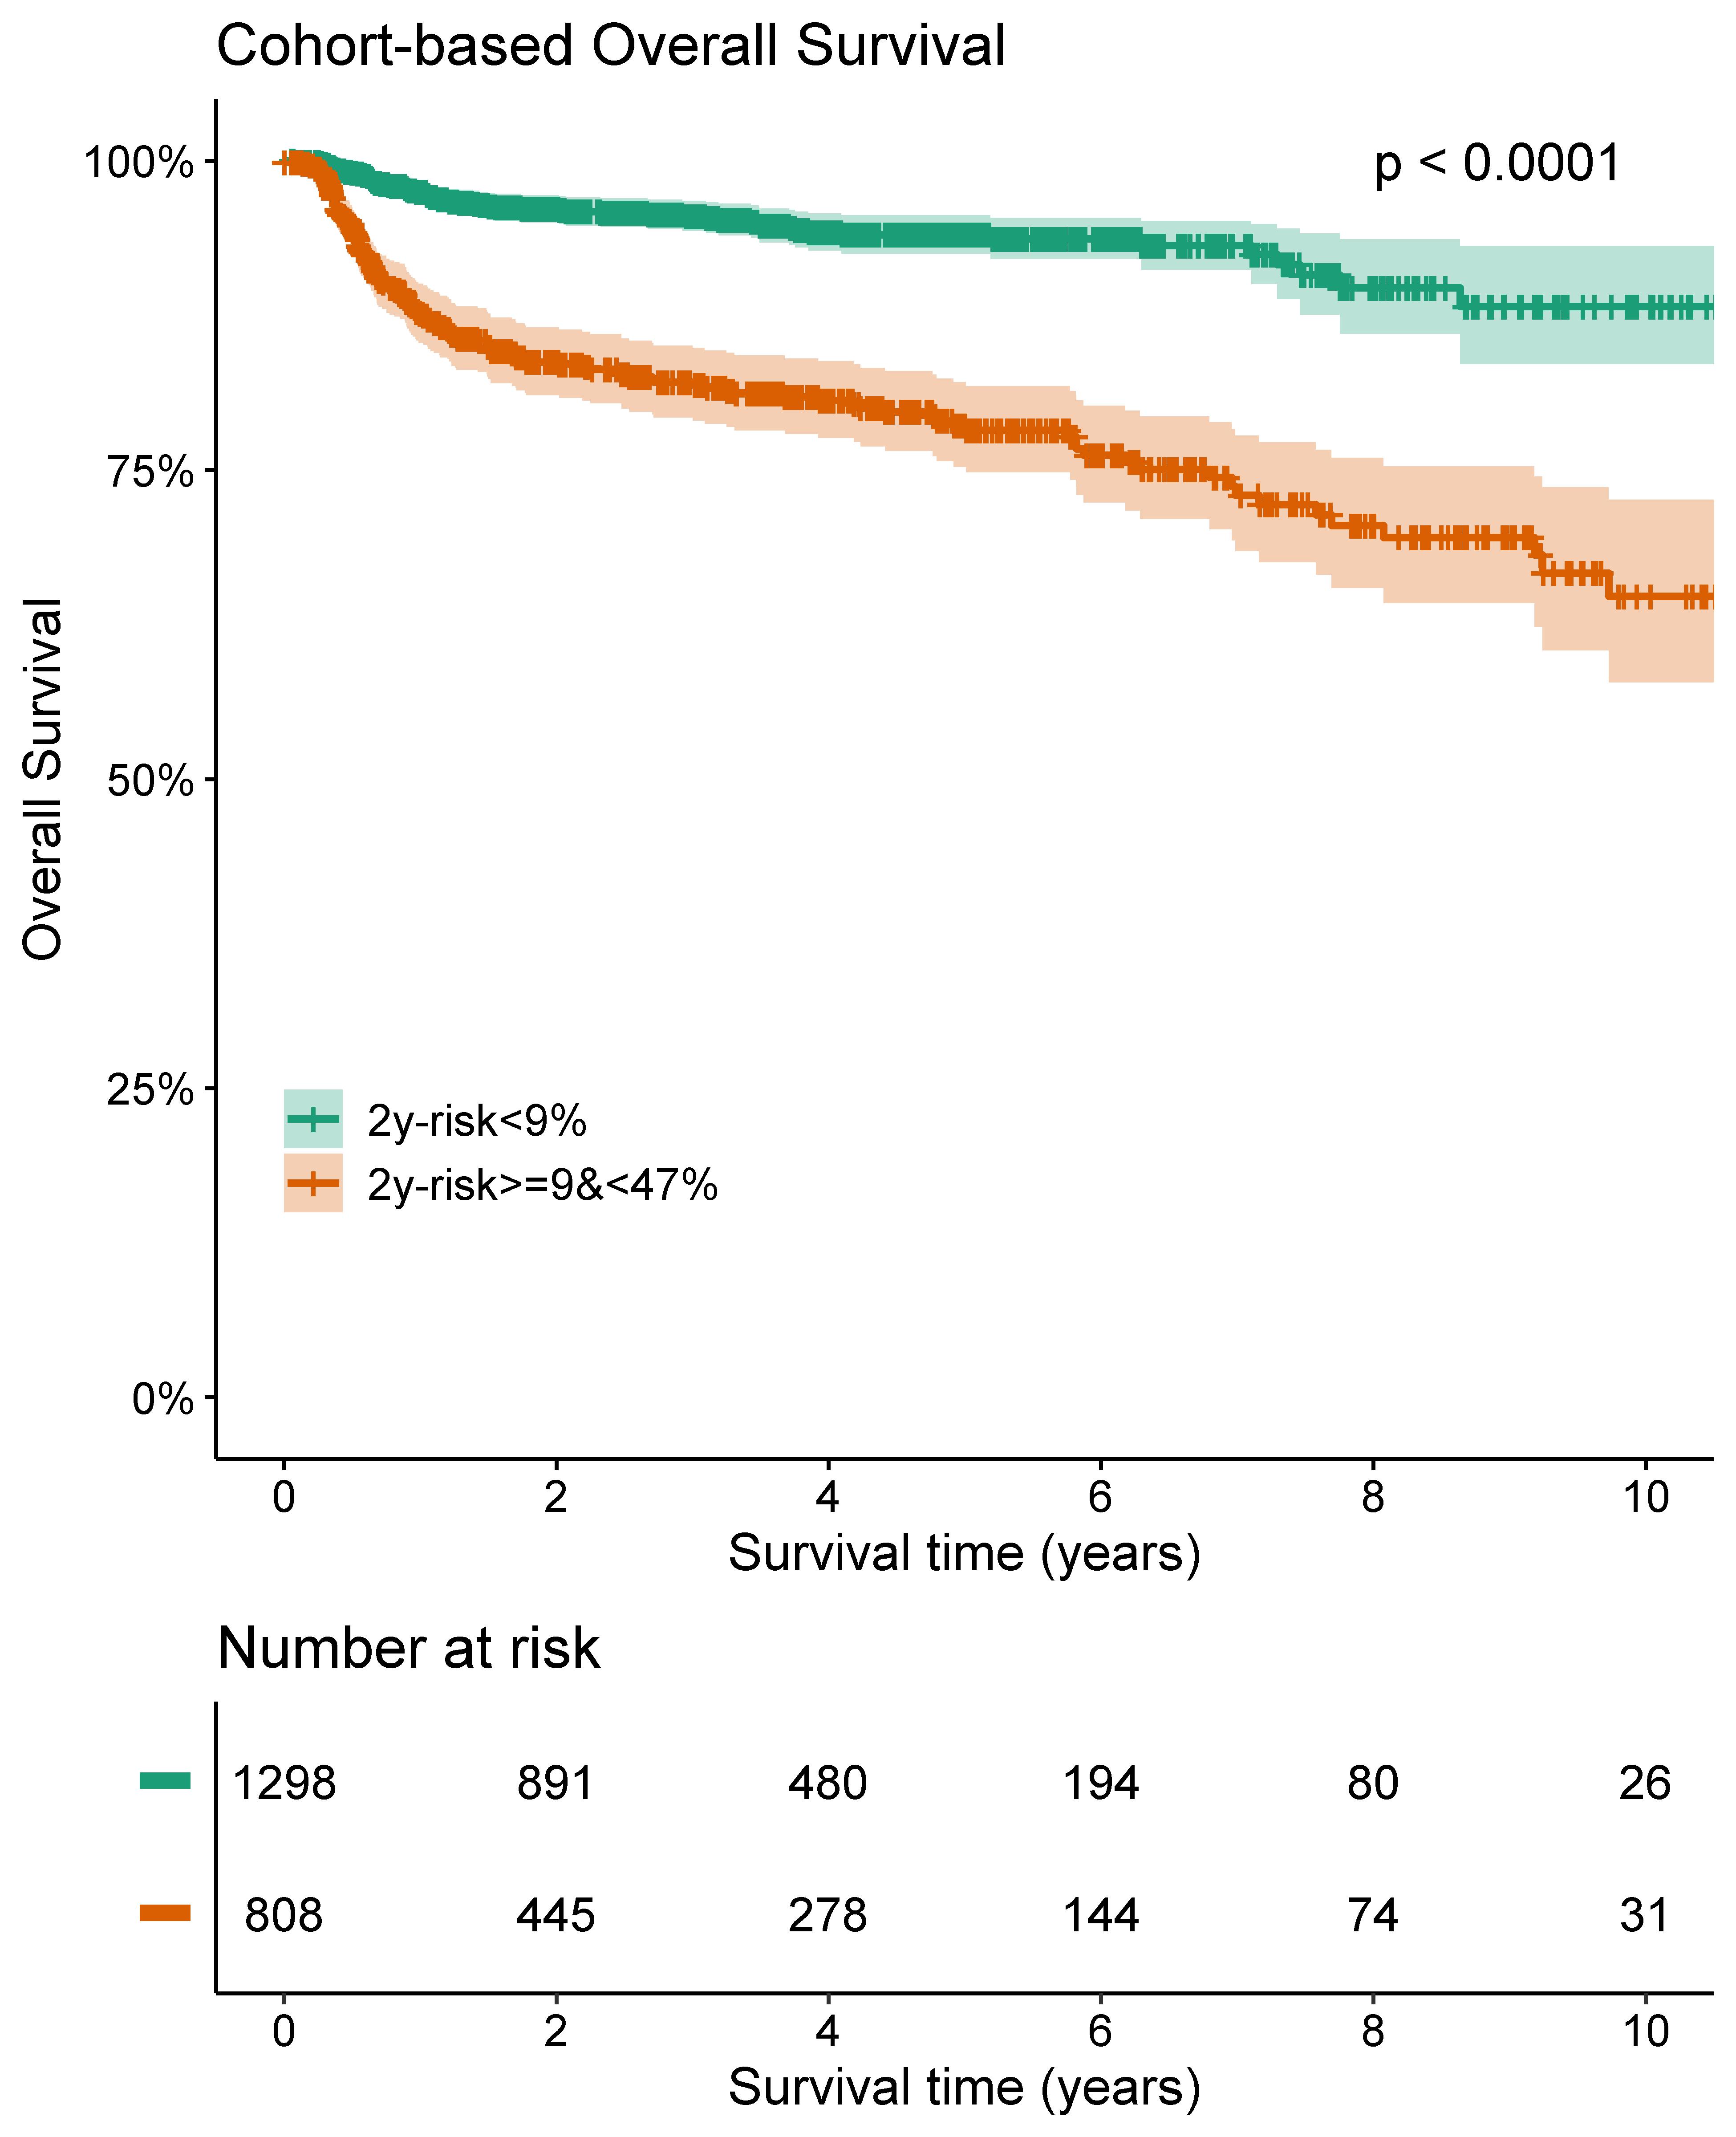 Cohort-based Overall Survival
p < 0.0001
100%
75%
50%
25%
0%
Overall Survival
2y-risk<9%
2y-risk>=9&<47%
0 2 4 6 8 10
Survival time (years)
Number at risk
1298 891 480 194 80 26
808 445 278 144 74 31
0 2 4 6 8 10
Survival time (years)